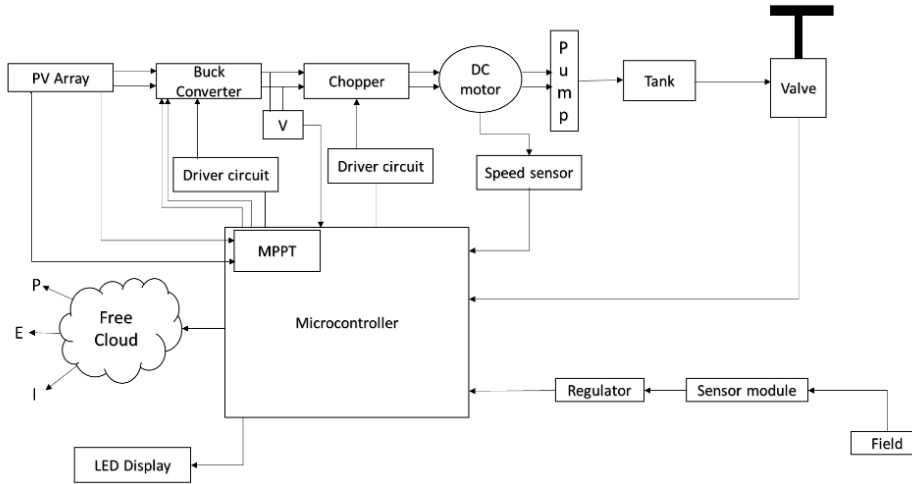 PV Array
Buck
Converter
Chopper
DC
motor
P
u
m
p
Tank
Valve
V
Driver circuit
Driver circuit
Speed sensor
MPPT
Microcontroller
Free
Cloud
P
E
I
Regulator
Sensor module
Field
LED Display